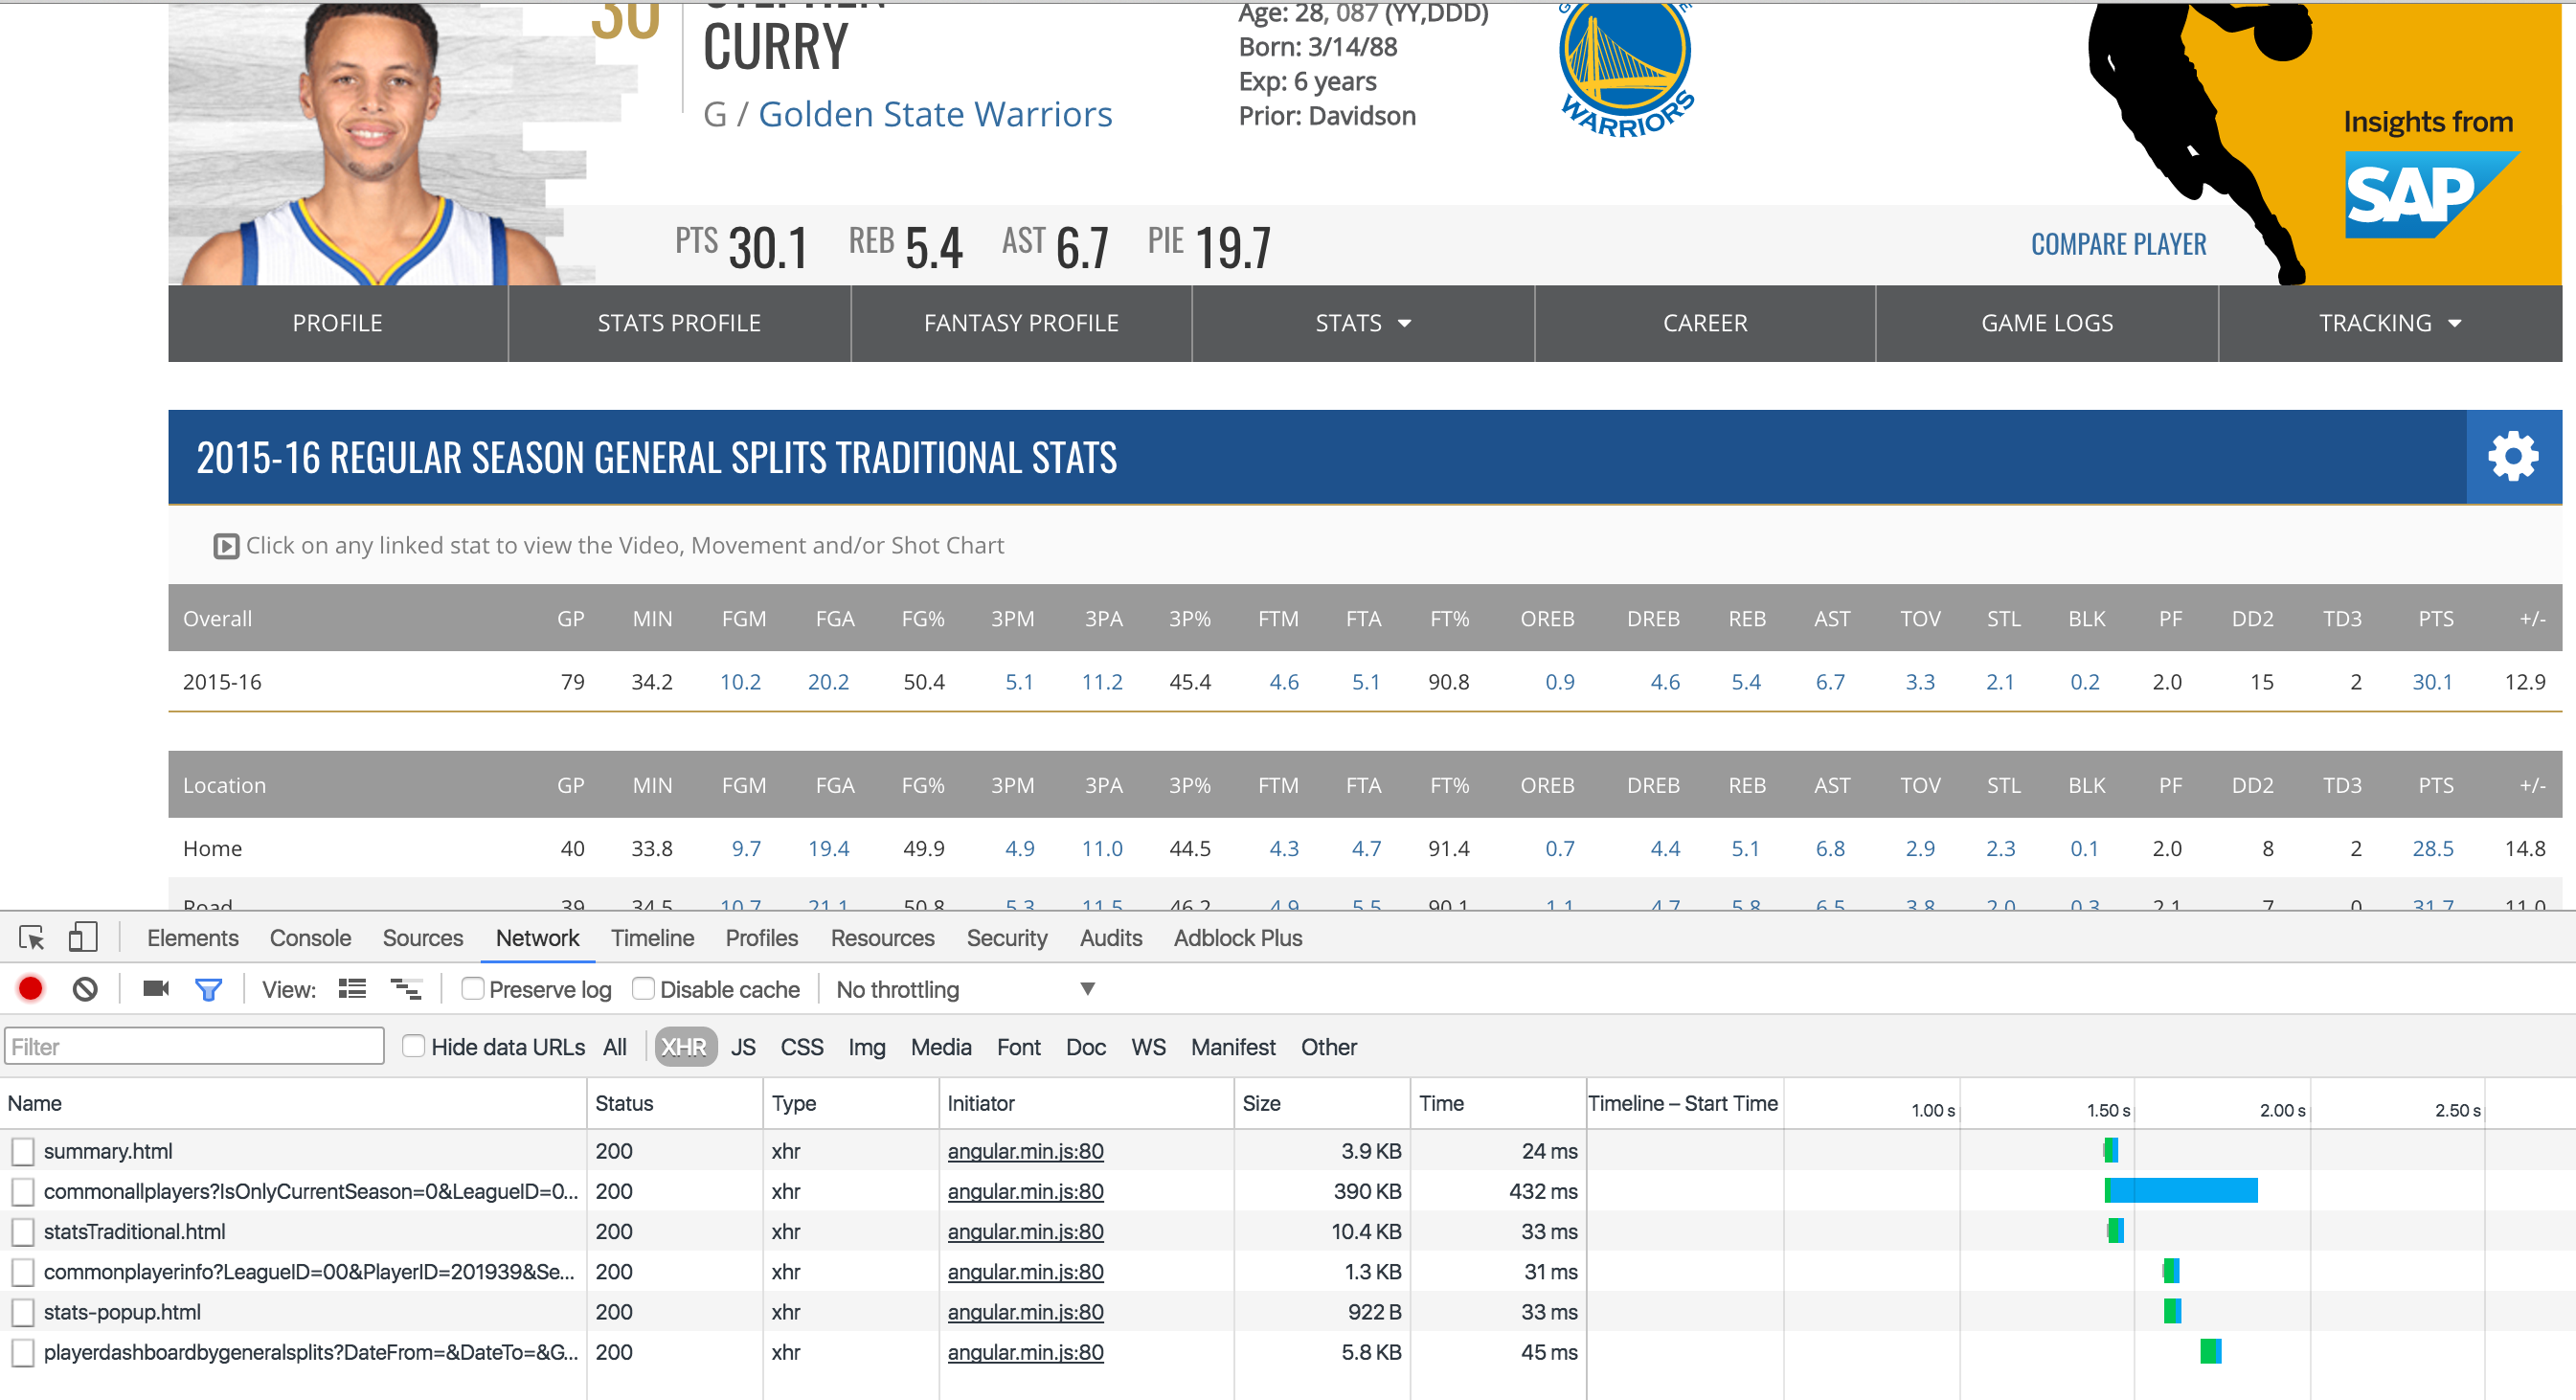 30
STEPHEN
CURRY
G / Golden State Warriors
Age: 28, 087 (YY,DDD)
Born: 3/14/88
Exp: 6 years
Prior: Davidson
WARRIORS
Insights from
SAP
PTS 30.1 REB 5.4 AST 6.7 PIE 19.7
COMPARE PLAYER
PROFILE STATS PROFILE FANTASY PROFILE STATS CAREER GAME LOGS TRACKING
2015-16 REGULAR SEASON GENERAL SPLITS TRADITIONAL STATS
Click on any linked stat to view the Video, Movement and/or Shot Chart
Overall GP MIN FGM FGA FG% 3PM 3PA 3P% FTM FTA FT% OREB DREB REB AST TOV STL BLK PF DD2 TD3 PTS +/-
2015-16 79 34.2 10.2 20.2 50.4 5.1 11.2 45.4 4.6 5.1 90.8 0.9 4.6 5.4 6.7 3.3 2.1 0.2 2.0 15 2 30.1 12.9
Location GP MIN FGM FGA FG% 3PM 3PA 3P% FTM FTA FT% OREB DREB REB AST TOV STL BLK PF DD2 TD3 PTS +/-
Home 40 33.8 9.7 19.4 49.9 4.9 11.0 44.5 4.3 4.7 91.4 0.7 4.4 5.1 6.8 2.9 2.3 0.1 2.0 8 2 28.5 14.8
Road 39 34.5 10.7 21.1 50.8 5.3 11.5 46.2 4.9 5.5 90.1 1.1 4.7 5.8 6.5 3.8 2.0 0.3 2.1 7 0 31.7 11.0
Elements Console Sources Network Timeline Profiles Resources Security Audits Adblock Plus
View: Preserve log Disable cache No throttling
Filter Hide data URLs All XHR JS CSS Img Media Font Doc WS Manifest Other
Name Status Type Initiator Size Time Timeline – Start Time 1.00 s 1.50 s 2.00 s 2.50 s
summary.html 200 xhr angular.min.js:80 3.9 KB 24 ms
commonallplayers?IsOnlyCurrentSeason=0&LeagueID=0... 200 xhr angular.min.js:80 390 KB 432 ms
statsTraditional.html 200 xhr angular.min.js:80 10.4 KB 33 ms
commonplayerinfo?LeagueID=00&PlayerID=201939&Se... 200 xhr angular.min.js:80 1.3 KB 31 ms
stats-popup.html 200 xhr angular.min.js:80 922 B 33 ms
playerdashboardbygeneralsplits?DateFrom=&DateTo=&G... 200 xhr angular.min.js:80 5.8 KB 45 ms